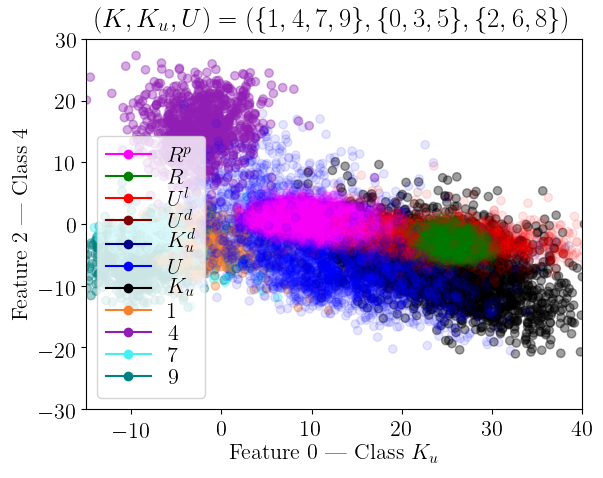 (K, K_u, U) = ({1, 4, 7, 9}, {0, 3, 5}, {2, 6, 8})
Feature 2 — Class 4
30
20
10
0
−10
−20
−30
R^p
R
U^l
U^d
K_u^d
U
K_u
1
4
7
9
−10 0 10 20 30 40
Feature 0 — Class K_u